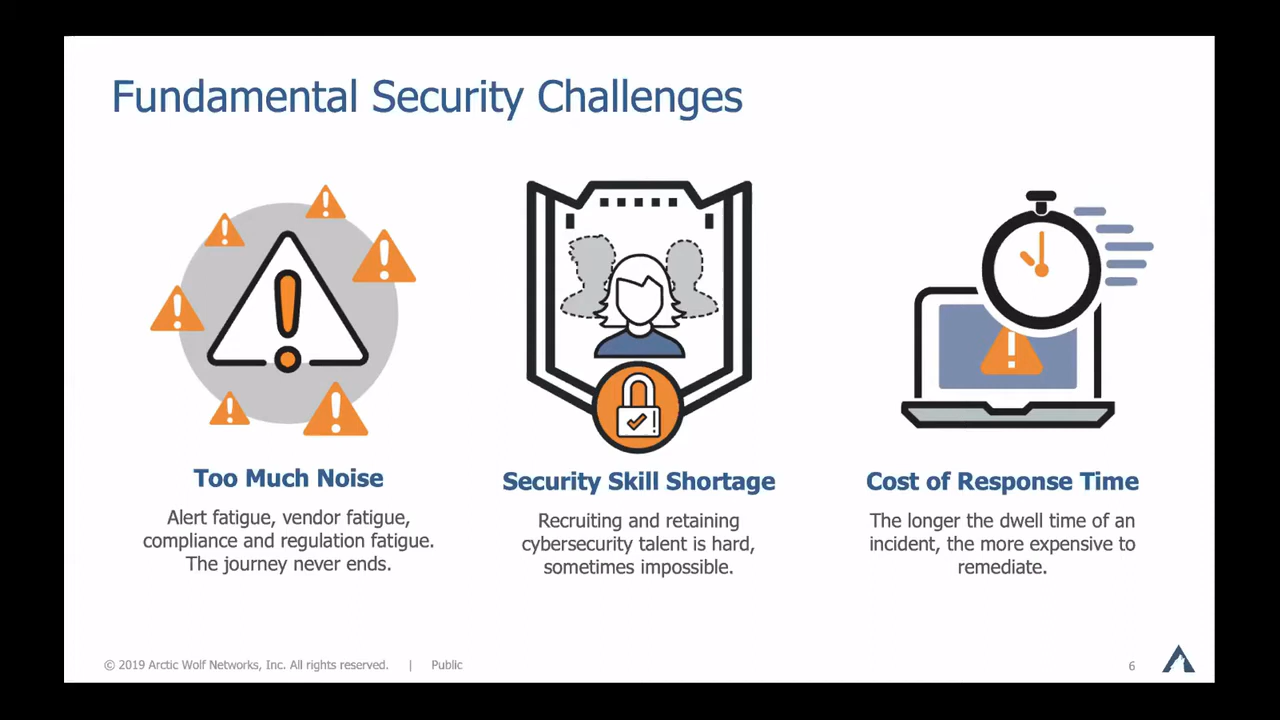 Fundamental Security Challenges
Too Much Noise
Alert fatigue, vendor fatigue,
compliance and regulation fatigue.
The journey never ends.
Security Skill Shortage
Recruiting and retaining
cybersecurity talent is hard,
sometimes impossible.
Cost of Response Time
The longer the dwell time of an
incident, the more expensive to
remediate.
© 2019 Arctic Wolf Networks, Inc. All rights reserved. | Public
6